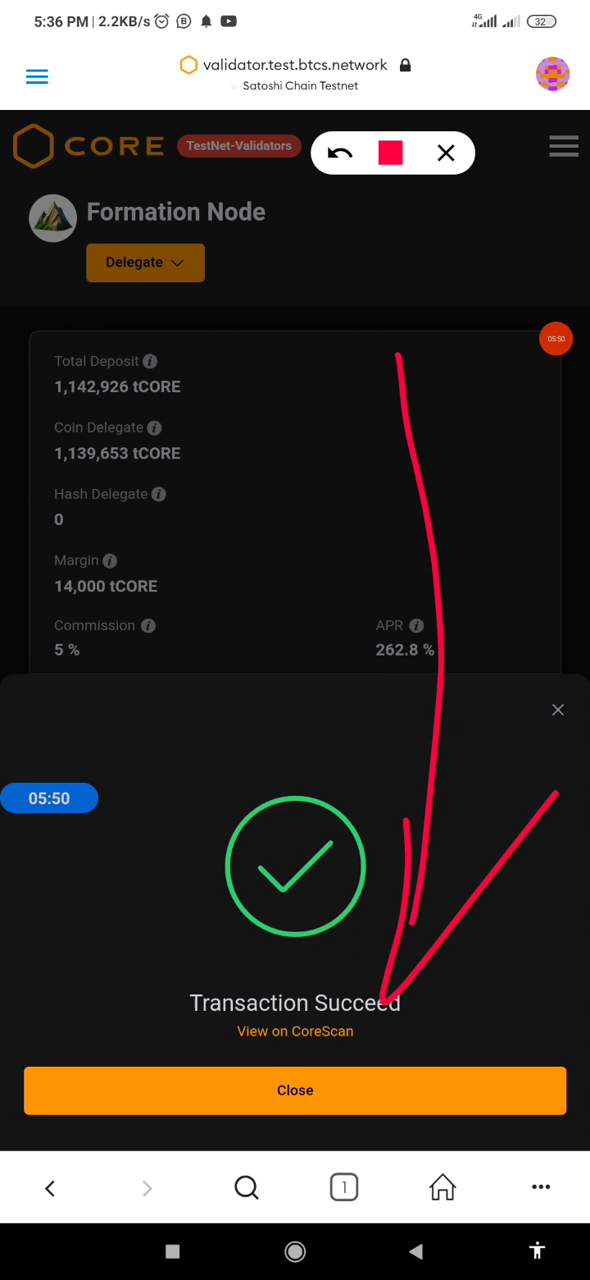 5:36 PM | 2.2KB/s
4G
32
validator.test.btcs.network
Satoshi Chain Testnet
CORE TestNet-Validators
Formation Node
Delegate
05:50
Total Deposit
1,142,926 tCORE
Coin Delegate
1,139,653 tCORE
Hash Delegate
0
Margin
14,000 tCORE
Commission APR
5 % 262.8 %
05:50
Transaction Succeed
View on CoreScan
Close
1